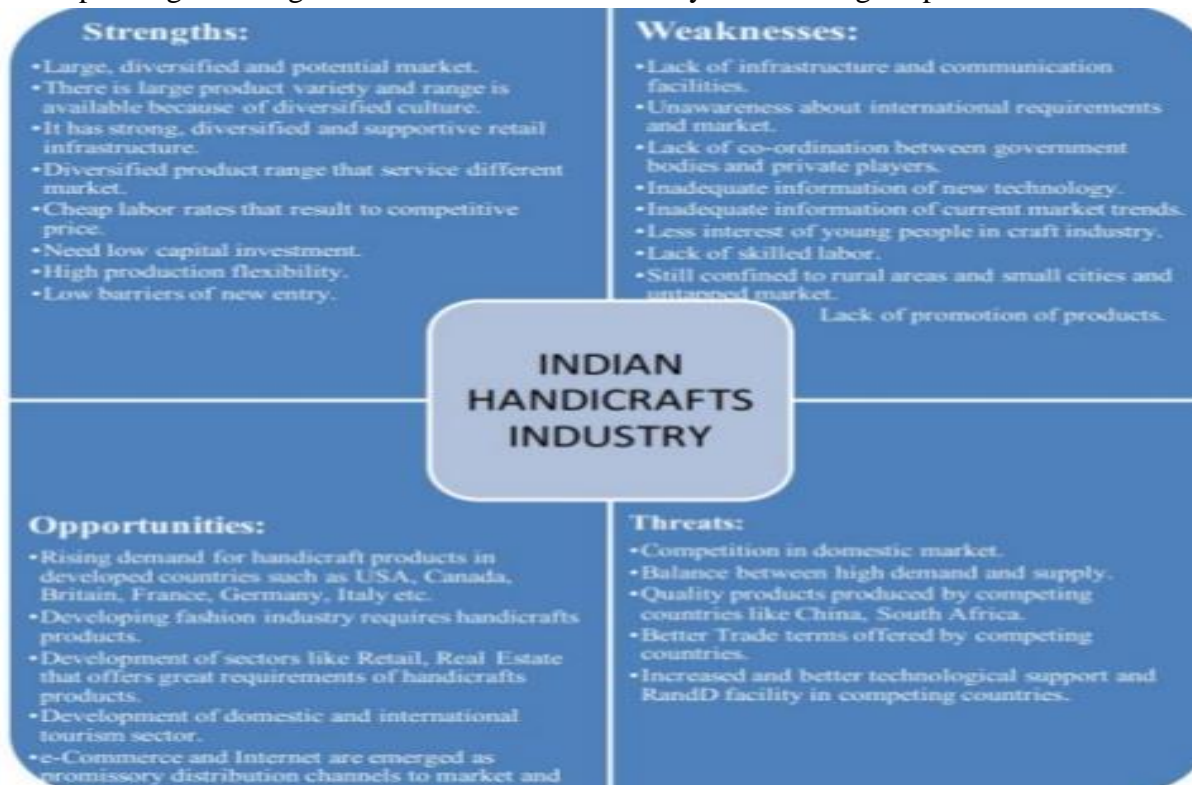 Strengths:
•Large, diversified and potential market.
•There is large product variety and range is
available because of diversified culture.
•It has strong, diversified and supportive retail
infrastructure.
•Diversified product range that service different
market.
•Cheap labor rates that result to competitive
price.
•Need low capital investment.
•High production flexibility.
•Low barriers of new entry.
Weaknesses:
•Lack of infrastructure and communication
facilities.
•Unawareness about international requirements
and market.
•Lack of co-ordination between government
bodies and private players.
•Inadequate information of new technology.
•Inadequate information of current market trends.
•Less interest of young people in craft industry.
•Lack of skilled labor.
•Still confined to rural areas and small cities and
untapped market.
Lack of promotion of products.
INDIAN
HANDICRAFTS
INDUSTRY
Opportunities:
•Rising demand for handicraft products in
developed countries such as USA, Canada,
Britain, France, Germany, Italy etc.
•Developing fashion industry requires handicrafts
products.
•Development of sectors like Retail, Real Estate
that offers great requirements of handicrafts
products.
•Development of domestic and international
tourism sector.
•e-Commerce and Internet are emerged as
promissory distribution channels to market and
Threats:
•Competition in domestic market.
•Balance between high demand and supply.
•Quality products produced by competing
countries like China, South Africa.
•Better Trade terms offered by competing
countries.
•Increased and better technological support and
RandD facility in competing countries.